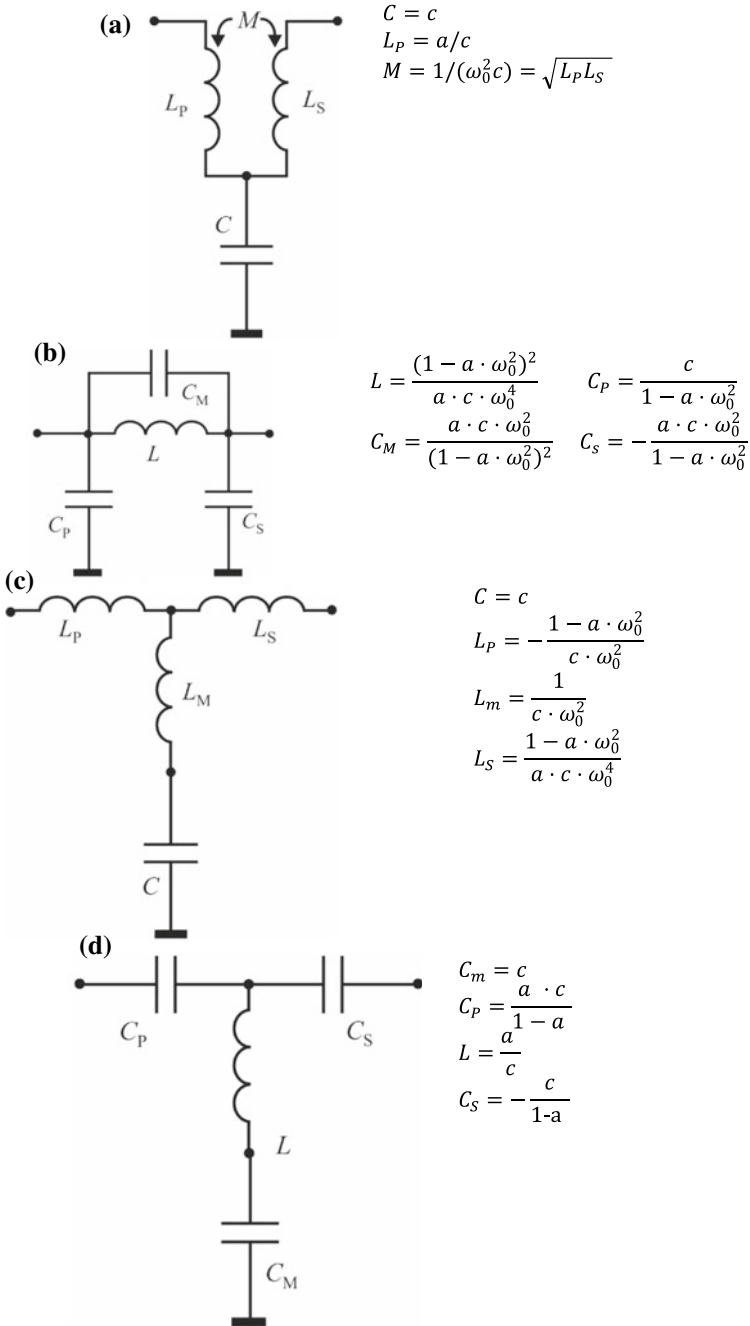 (a)
M
L_P
L_S
C
C = c
L_P = a/c
M = 1/(ω_0^2 c) = √(L_P L_S)
(b)
C_M
L
C_P
C_S
L = (1 − a · ω_0^2)^2 / (a · c · ω_0^4)
C_P = c / (1 − a · ω_0^2)
C_M = (a · c · ω_0^2) / (1 − a · ω_0^2)^2
C_s = − (a · c · ω_0^2) / (1 − a · ω_0^2)
(c)
L_P
L_S
L_M
C
C = c
L_P = − (1 − a · ω_0^2) / (c · ω_0^2)
L_m = 1 / (c · ω_0^2)
L_S = (1 − a · ω_0^2) / (a · c · ω_0^4)
(d)
C_P
C_S
L
C_M
C_m = c
C_P = (a · c) / (1 − a)
L = a / c
C_S = − c / (1-a)